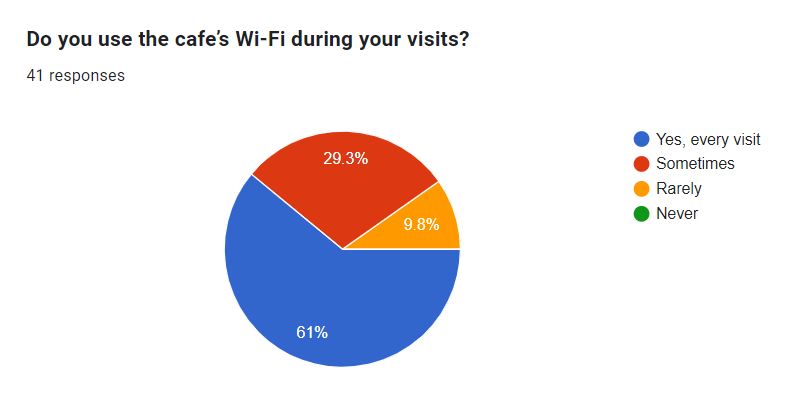 Do you use the cafe’s Wi-Fi during your visits?
41 responses
29.3%
9.8%
61%
Yes, every visit
Sometimes
Rarely
Never